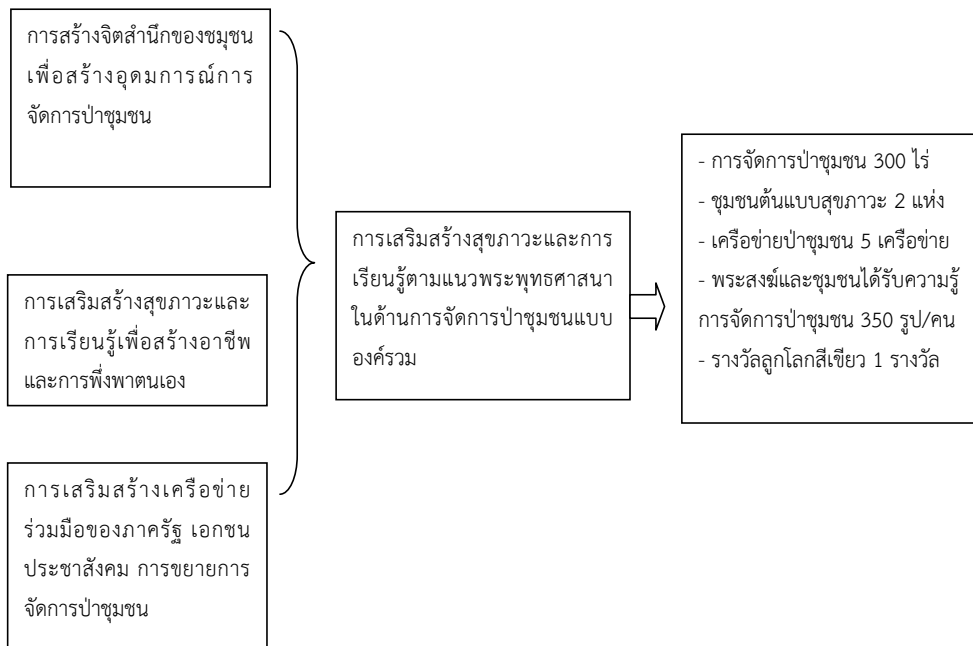 การสร้างจิตสำนึกของชุมชน
เพื่อสร้างอุดมการณ์การ
จัดการป่าชุมชน
การเสริมสร้างสุขภาวะและ
การเรียนรู้เพื่อสร้างอาชีพ
และการพึ่งพาตนเอง
การเสริมสร้างเครือข่าย
ร่วมมือของภาครัฐ เอกชน
ประชาสังคม การขยายการ
จัดการป่าชุมชน
การเสริมสร้างสุขภาวะและการ
เรียนรู้ตามแนวพระพุทธศาสนา
ในด้านการจัดการป่าชุมชนแบบ
องค์รวม
- การจัดการป่าชุมชน 300 ไร่
- ชุมชนต้นแบบสุขภาวะ 2 แห่ง
- เครือข่ายป่าชุมชน 5 เครือข่าย
- พระสงฆ์และชุมชนได้รับความรู้
การจัดการป่าชุมชน 350 รูป/คน
- รางวัลลูกโลกสีเขียว 1 รางวัล